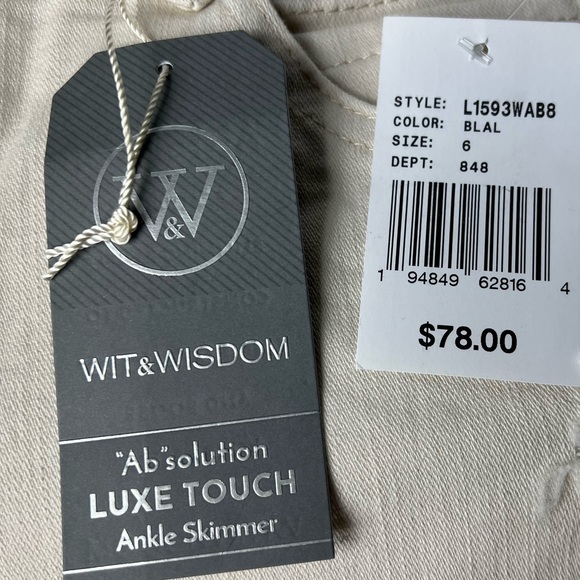 W&W
WIT&WISDOM
"Ab"solution
LUXE TOUCH
Ankle Skimmer
STYLE: L1593WAB8
COLOR: BLAL
SIZE: 6
DEPT: 848
1 94849 62816 4
$78.00